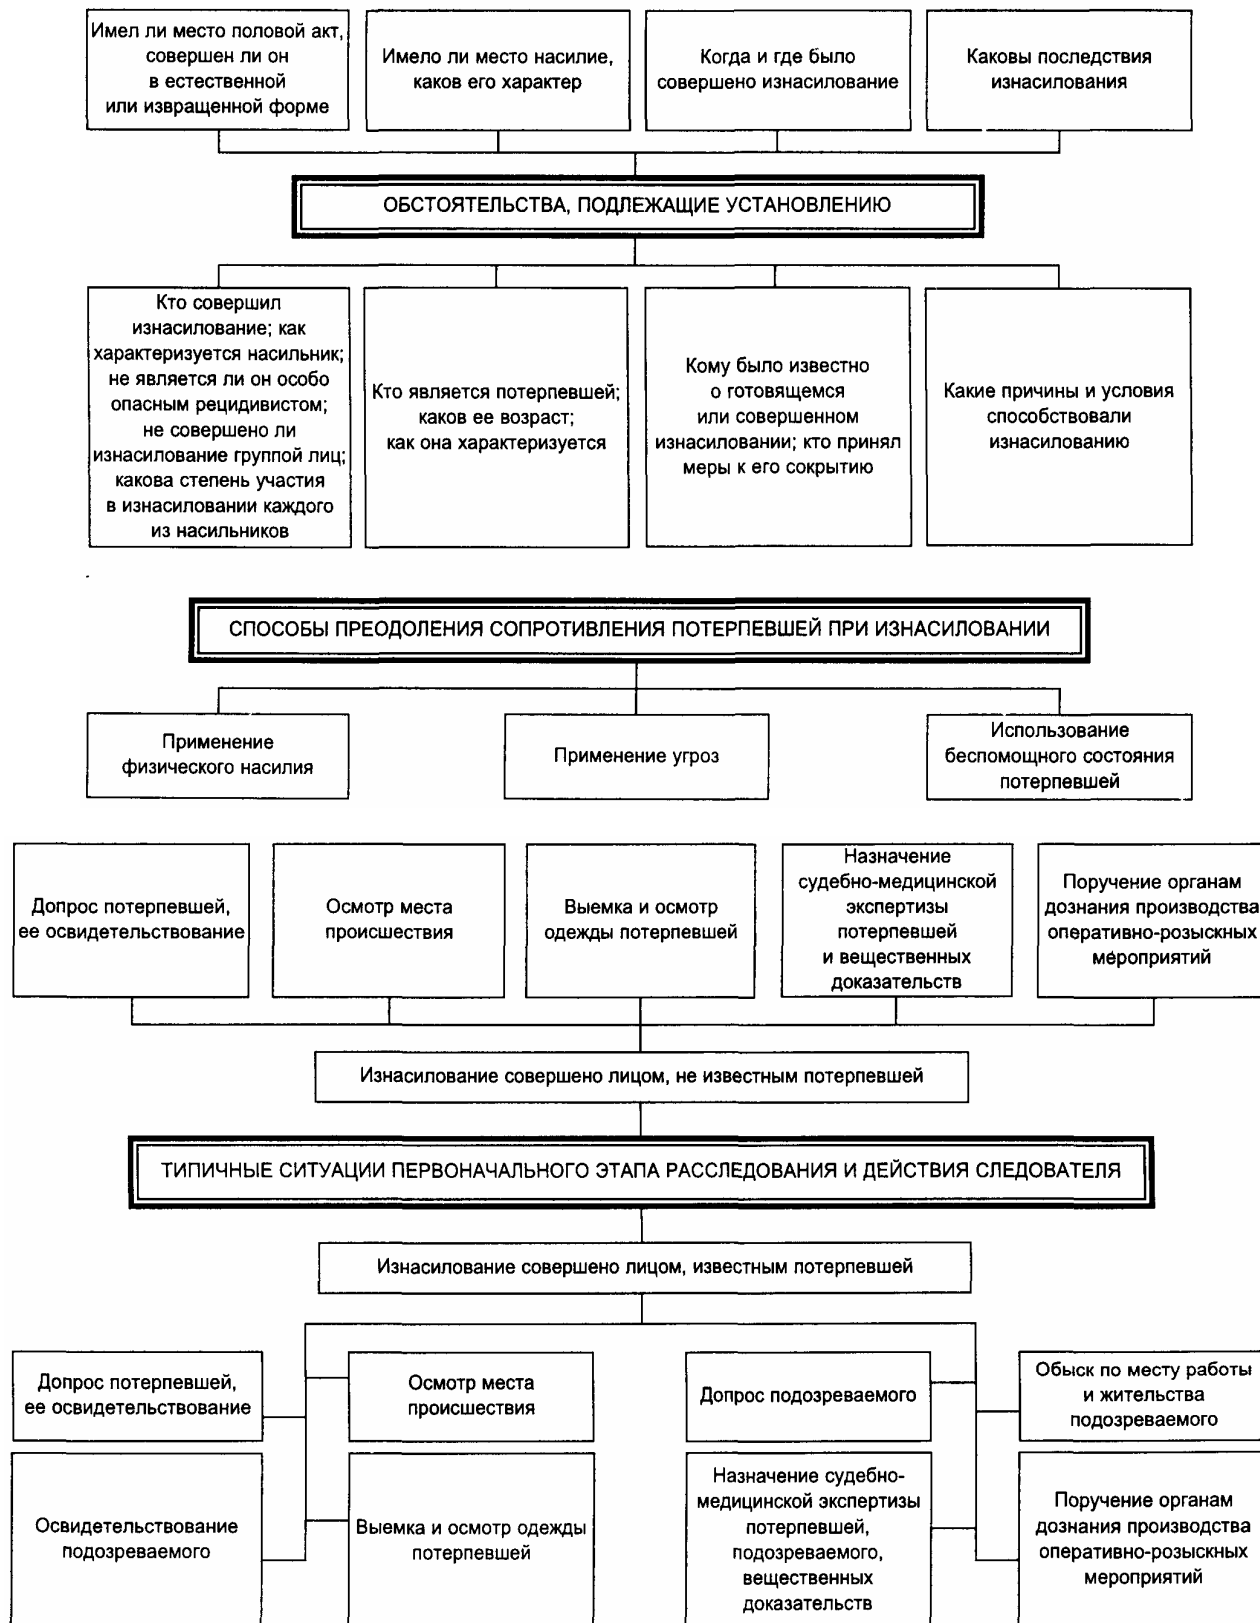 Имел ли место половой акт,
совершен ли он
в естественной
или извращенной форме
Имело ли место насилие,
каков его характер
Когда и где было
совершено изнасилование
Каковы последствия
изнасилования
ОБСТОЯТЕЛЬСТВА, ПОДЛЕЖАЩИЕ УСТАНОВЛЕНИЮ
Кто совершил
изнасилование; как
характеризуется насильник;
не является ли он особо
опасным рецидивистом;
не совершено ли
изнасилование группой лиц;
какова степень участия
в изнасиловании каждого
из насильников
Кто является потерпевшей;
каков ее возраст;
как она характеризуется
Кому было известно
о готовящемся
или совершенном
изнасиловании; кто принял
меры к его сокрытию
Какие причины и условия
способствовали
изнасилованию
СПОСОБЫ ПРЕОДОЛЕНИЯ СОПРОТИВЛЕНИЯ ПОТЕРПЕВШЕЙ ПРИ ИЗНАСИЛОВАНИИ
Применение
физического насилия
Применение угроз
Использование
беспомощного состояния
потерпевшей
Допрос потерпевшей,
ее освидетельствование
Осмотр места
происшествия
Выемка и осмотр
одежды потерпевшей
Назначение
судебно-медицинской
экспертизы
потерпевшей
и вещественных
доказательств
Поручение органам
дознания производства
оперативно-розыскных
мероприятий
Изнасилование совершено лицом, не известным потерпевшей
ТИПИЧНЫЕ СИТУАЦИИ ПЕРВОНАЧАЛЬНОГО ЭТАПА РАССЛЕДОВАНИЯ И ДЕЙСТВИЯ СЛЕДОВАТЕЛЯ
Изнасилование совершено лицом, известным потерпевшей
Допрос потерпевшей,
ее освидетельствование
Осмотр места
происшествия
Допрос подозреваемого
Обыск по месту работы
и жительства
подозреваемого
Освидетельствование
подозреваемого
Выемка и осмотр одежды
потерпевшей
Назначение судебно-
медицинской экспертизы
потерпевшей,
подозреваемого,
вещественных
доказательств
Поручение органам
дознания производства
оперативно-розыскных
мероприятий